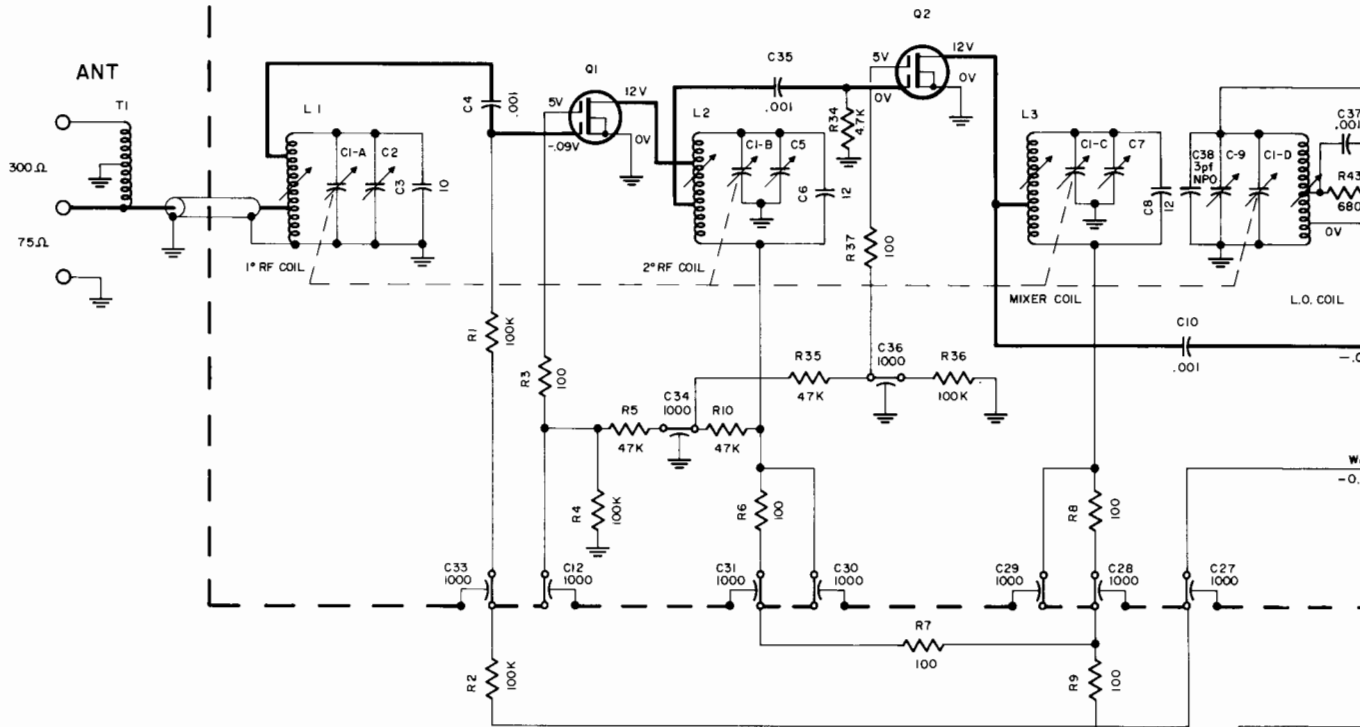 Q2
12V
5V
0V
0V
ANT
T1
300Ω
75Ω
L1
C1-A
C2
C3
10
1° RF COIL
C4
.001
Q1
5V
12V
-.09V
0V
C35
.001
R34
4.7K
L2
C1-B
C5
C6
12
2° RF COIL
R37
100
L3
C1-C
C7
C8
12
MIXER COIL
C38
3pf
NPO
C-9
C1-D
C37
.001
R43
680
0V
L.O. COIL
C10
.001
R1
100K
R3
100
R35
47K
C36
1000
R36
100K
R5
47K
C34
1000
R10
47K
R4
100K
R6
100
R8
100
C33
1000
C12
1000
C31
1000
C30
1000
C29
1000
C28
1000
C27
1000
R7
100
R2
100K
R9
100